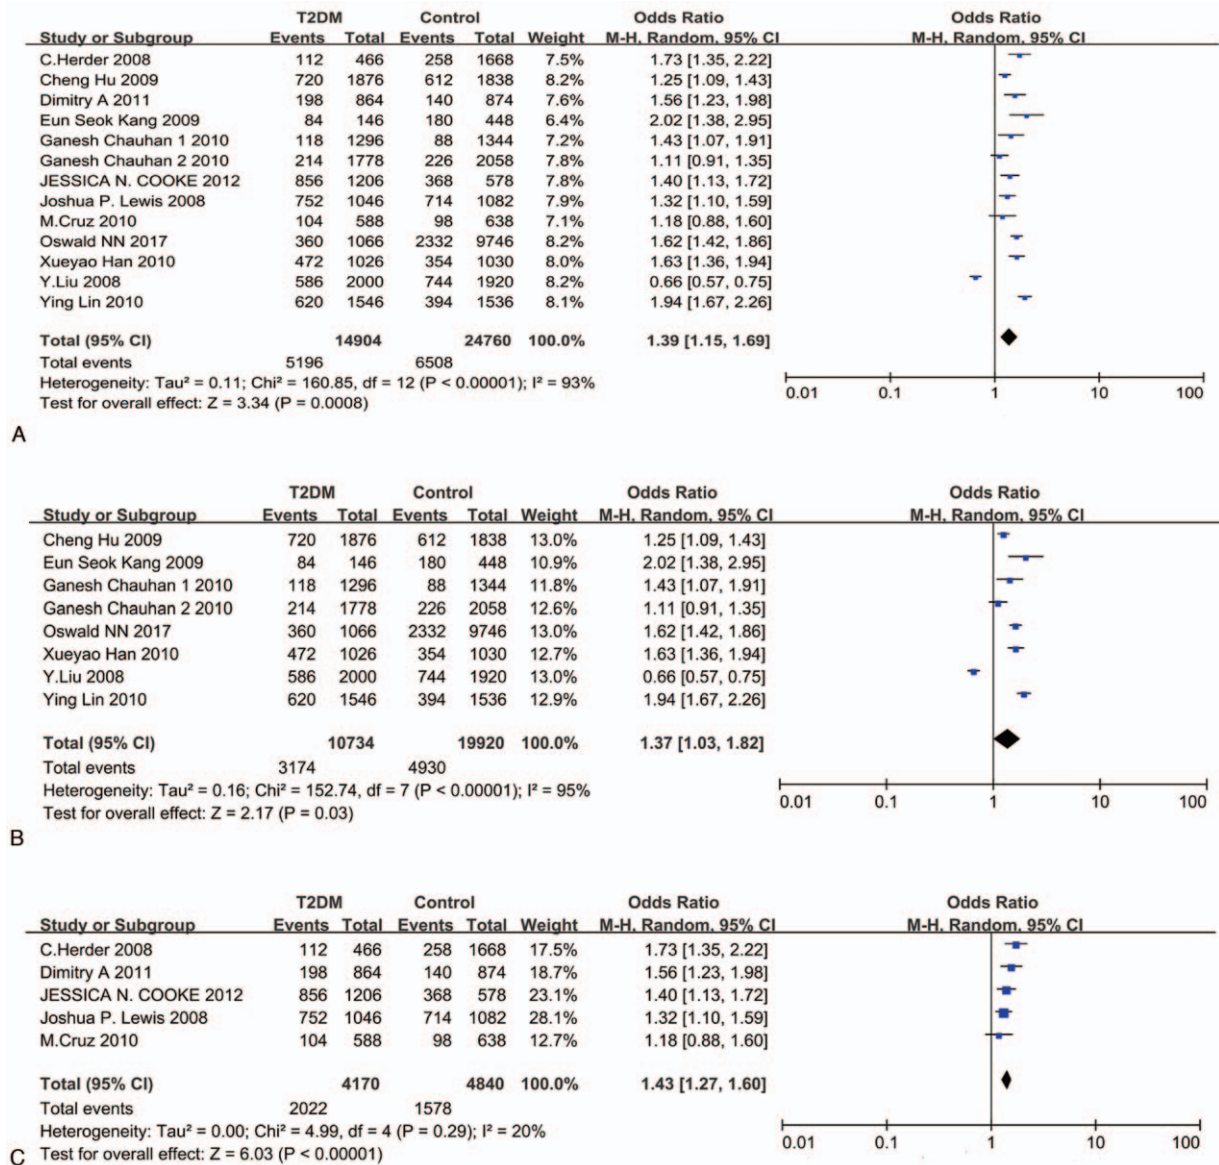 T2DM Control Odds Ratio Odds Ratio
Study or Subgroup Events Total Events Total Weight M-H, Random, 95% CI M-H, Random, 95% CI
C.Herder 2008 112 466 258 1668 7.5% 1.73 [1.35, 2.22]
Cheng Hu 2009 720 1876 612 1838 8.2% 1.25 [1.09, 1.43]
Dimitry A 2011 198 864 140 874 7.6% 1.56 [1.23, 1.98]
Eun Seok Kang 2009 84 146 180 448 6.4% 2.02 [1.38, 2.95]
Ganesh Chauhan 1 2010 118 1296 88 1344 7.2% 1.43 [1.07, 1.91]
Ganesh Chauhan 2 2010 214 1778 226 2058 7.8% 1.11 [0.91, 1.35]
JESSICA N. COOKE 2012 856 1206 368 578 7.8% 1.40 [1.13, 1.72]
Joshua P. Lewis 2008 752 1046 714 1082 7.9% 1.32 [1.10, 1.59]
M.Cruz 2010 104 588 98 638 7.1% 1.18 [0.88, 1.60]
Oswald NN 2017 360 1066 2332 9746 8.2% 1.62 [1.42, 1.86]
Xueyao Han 2010 472 1026 354 1030 8.0% 1.63 [1.36, 1.94]
Y.Liu 2008 586 2000 744 1920 8.2% 0.66 [0.57, 0.75]
Ying Lin 2010 620 1546 394 1536 8.1% 1.94 [1.67, 2.26]
Total (95% CI) 14904 24760 100.0% 1.39 [1.15, 1.69]
Total events 5196 6508
Heterogeneity: Tau² = 0.11; Chi² = 160.85, df = 12 (P < 0.00001); I² = 93%
Test for overall effect: Z = 3.34 (P = 0.0008)
0.01 0.1 1 10 100
A
T2DM Control Odds Ratio Odds Ratio
Study or Subgroup Events Total Events Total Weight M-H, Random, 95% CI M-H, Random, 95% CI
Cheng Hu 2009 720 1876 612 1838 13.0% 1.25 [1.09, 1.43]
Eun Seok Kang 2009 84 146 180 448 10.9% 2.02 [1.38, 2.95]
Ganesh Chauhan 1 2010 118 1296 88 1344 11.8% 1.43 [1.07, 1.91]
Ganesh Chauhan 2 2010 214 1778 226 2058 12.6% 1.11 [0.91, 1.35]
Oswald NN 2017 360 1066 2332 9746 13.0% 1.62 [1.42, 1.86]
Xueyao Han 2010 472 1026 354 1030 12.7% 1.63 [1.36, 1.94]
Y.Liu 2008 586 2000 744 1920 13.0% 0.66 [0.57, 0.75]
Ying Lin 2010 620 1546 394 1536 12.9% 1.94 [1.67, 2.26]
Total (95% CI) 10734 19920 100.0% 1.37 [1.03, 1.82]
Total events 3174 4930
Heterogeneity: Tau² = 0.16; Chi² = 152.74, df = 7 (P < 0.00001); I² = 95%
Test for overall effect: Z = 2.17 (P = 0.03)
0.01 0.1 1 10 100
B
T2DM Control Odds Ratio Odds Ratio
Study or Subgroup Events Total Events Total Weight M-H, Random, 95% CI M-H, Random, 95% CI
C.Herder 2008 112 466 258 1668 17.5% 1.73 [1.35, 2.22]
Dimitry A 2011 198 864 140 874 18.7% 1.56 [1.23, 1.98]
JESSICA N. COOKE 2012 856 1206 368 578 23.1% 1.40 [1.13, 1.72]
Joshua P. Lewis 2008 752 1046 714 1082 28.1% 1.32 [1.10, 1.59]
M.Cruz 2010 104 588 98 638 12.7% 1.18 [0.88, 1.60]
Total (95% CI) 4170 4840 100.0% 1.43 [1.27, 1.60]
Total events 2022 1578
Heterogeneity: Tau² = 0.00; Chi² = 4.99, df = 4 (P = 0.29); I² = 20%
0.01 0.1 1 10 100
C Test for overall effect: Z = 6.03 (P < 0.00001)